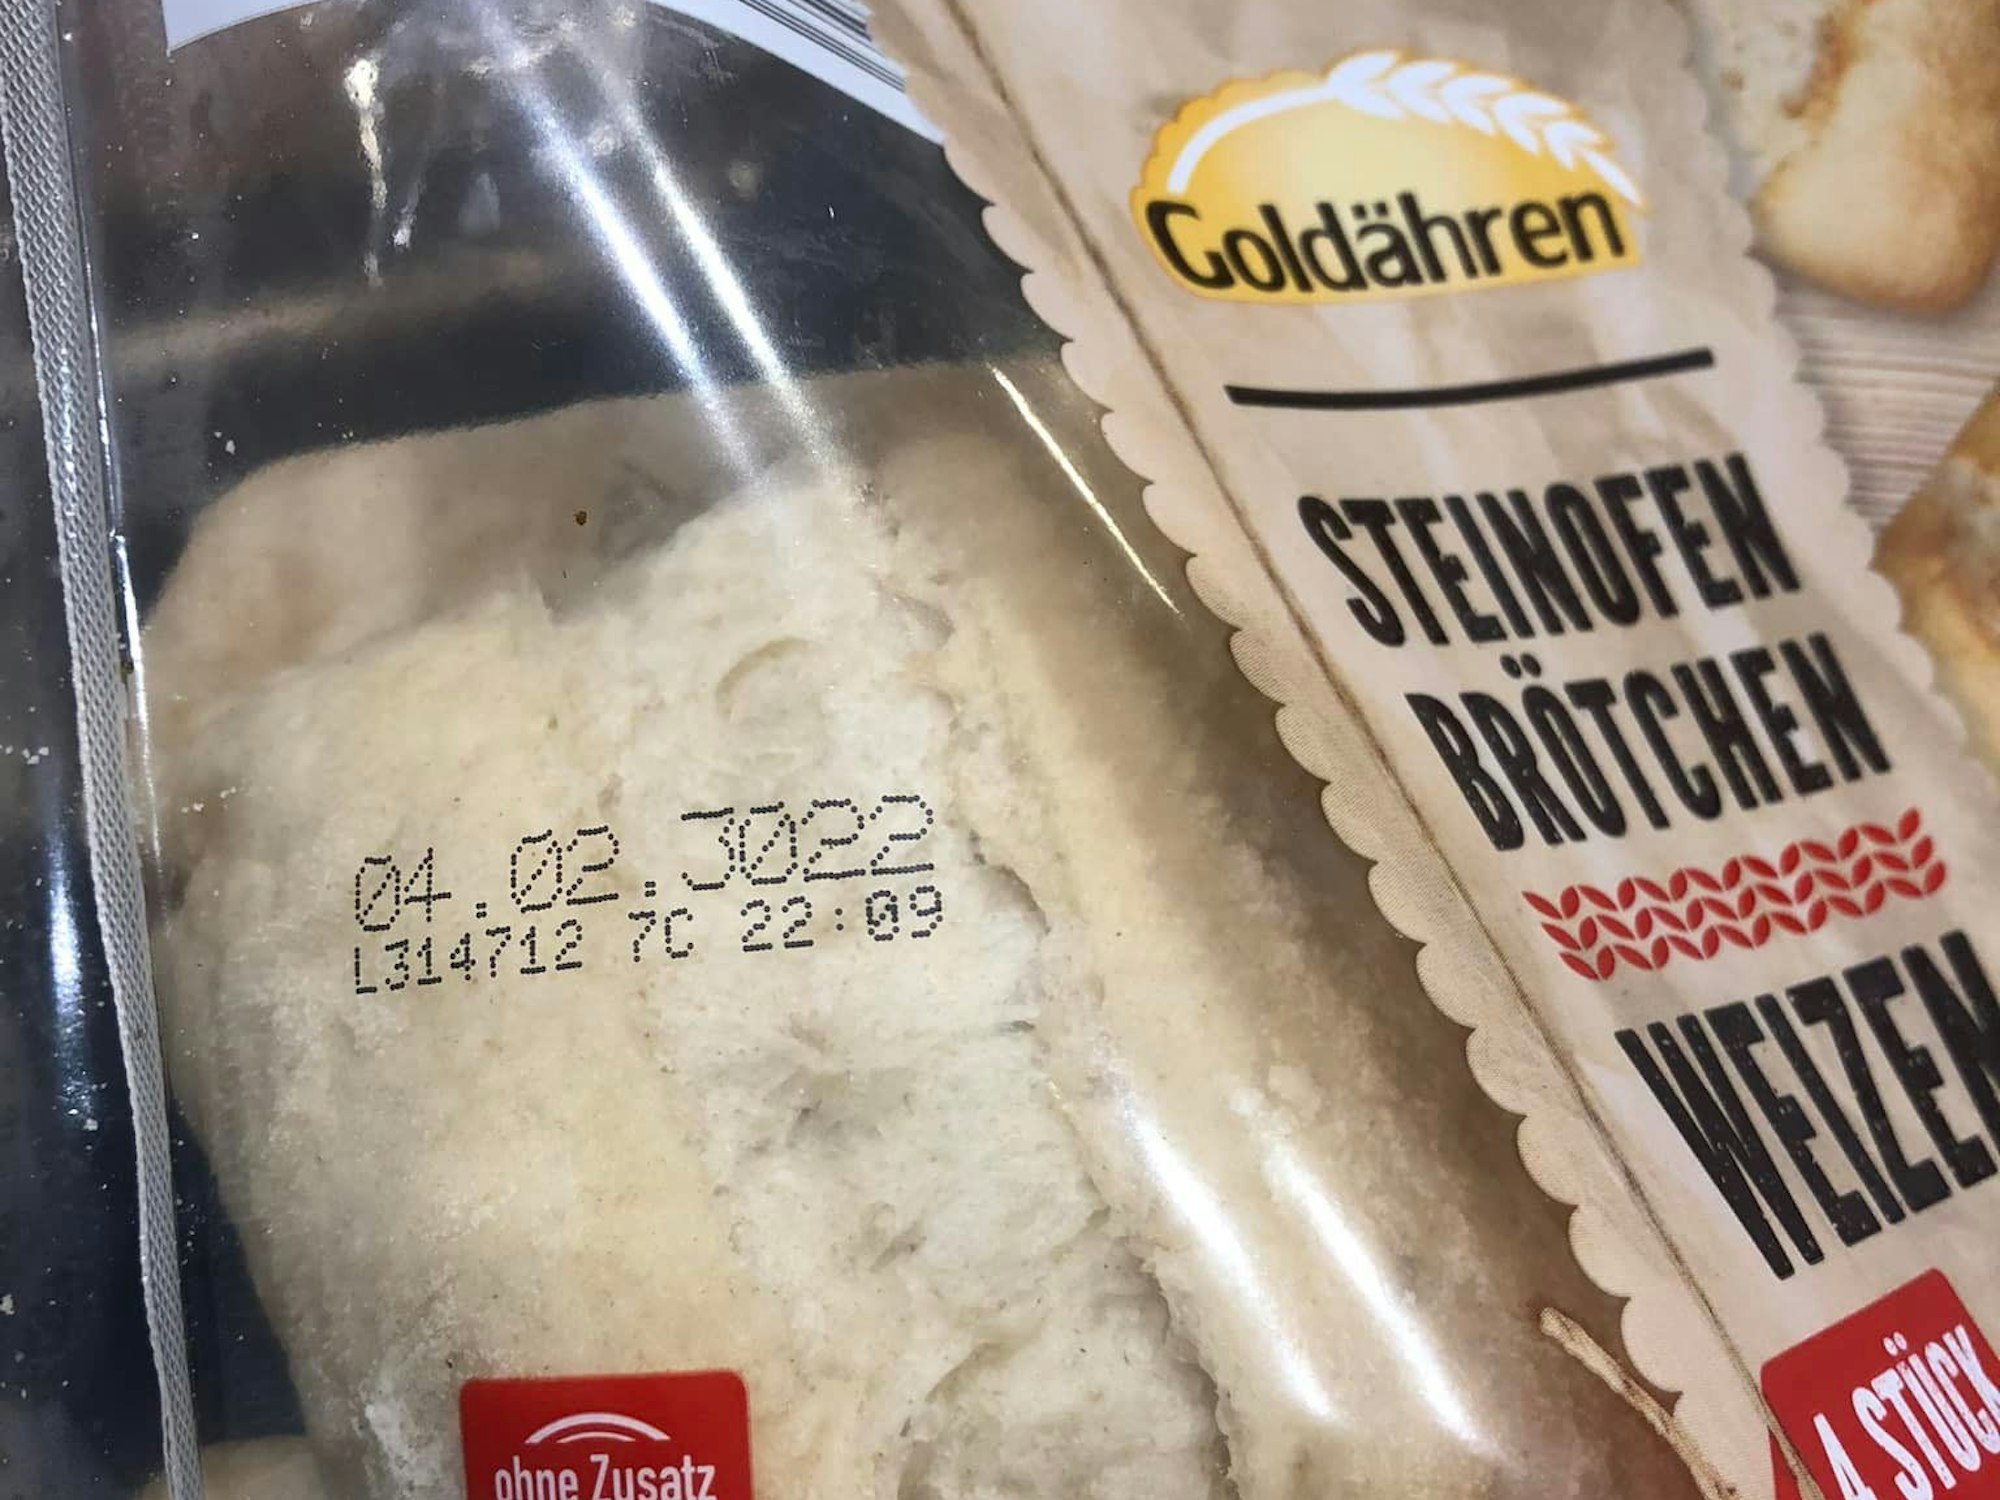 Goldähren
STEINOFEN
BRÖTCHEN
WEIZEN
4 STÜCK
04.02.3022
L314712 7C 22:09
ohne Zusatz